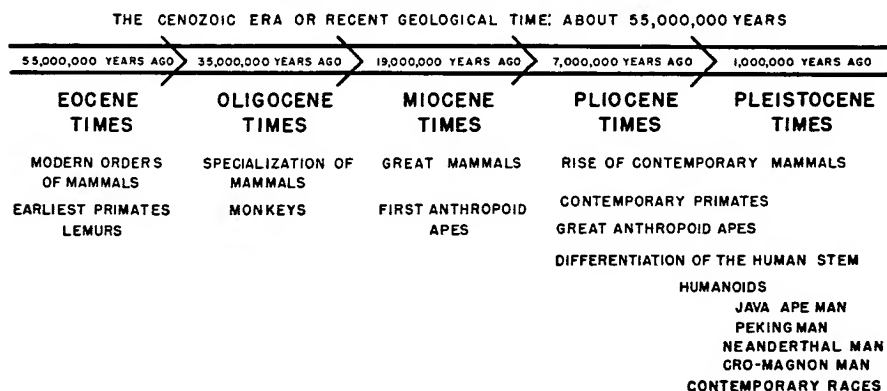 THE CENOZOIC ERA OR RECENT GEOLOGICAL TIME: ABOUT 55,000,000 YEARS
55,000,000 YEARS AGO
35,000,000 YEARS AGO
19,000,000 YEARS AGO
7,000,000 YEARS AGO
1,000,000 YEARS AGO
EOCENE
TIMES
OLIGOCENE
TIMES
MIOCENE
TIMES
PLIOCENE
TIMES
PLEISTOCENE
TIMES
MODERN ORDERS
OF MAMMALS
SPECIALIZATION OF
MAMMALS
GREAT MAMMALS
RISE OF CONTEMPORARY MAMMALS
EARLIEST PRIMATES
LEMURS
MONKEYS
FIRST ANTHROPOID
APES
CONTEMPORARY PRIMATES
GREAT ANTHROPOID APES
DIFFERENTIATION OF THE HUMAN STEM
HUMANOIDS
JAVA APE MAN
PEKING MAN
NEANDERTHAL MAN
CRO-MAGNON MAN
CONTEMPORARY RACES